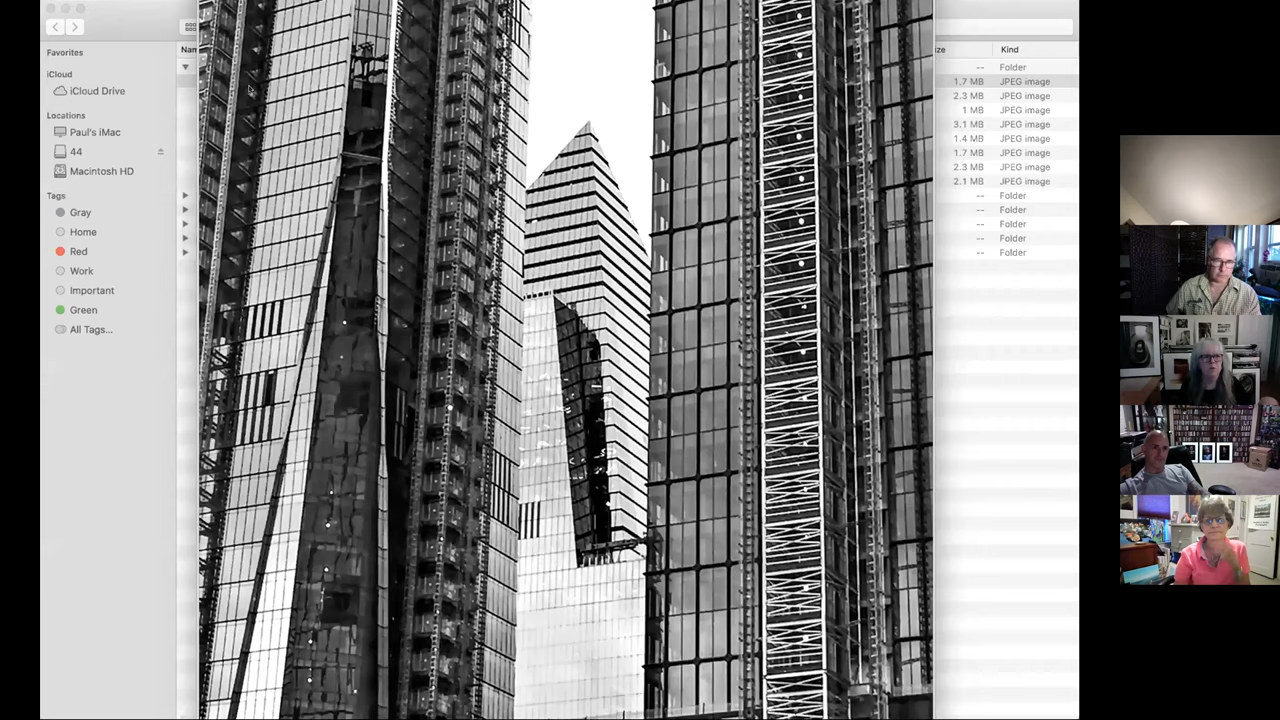 Favorites
iCloud
iCloud Drive
Locations
Paul's iMac
44
Macintosh HD
Tags
Gray
Home
Red
Work
Important
Green
All Tags...
Nam
ze Kind
-- Folder
1.7 MB JPEG image
2.3 MB JPEG image
1 MB JPEG image
3.1 MB JPEG image
1.4 MB JPEG image
1.7 MB JPEG image
2.3 MB JPEG image
2.1 MB JPEG image
-- Folder
-- Folder
-- Folder
-- Folder
-- Folder